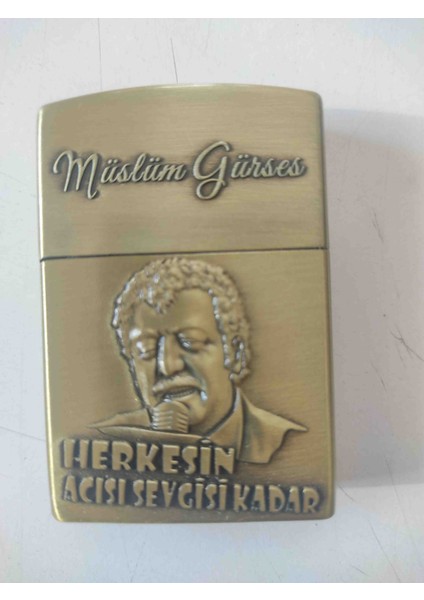 Müslüm Gürses
HERKESİN
ACISI SEVGİSİ KADAR